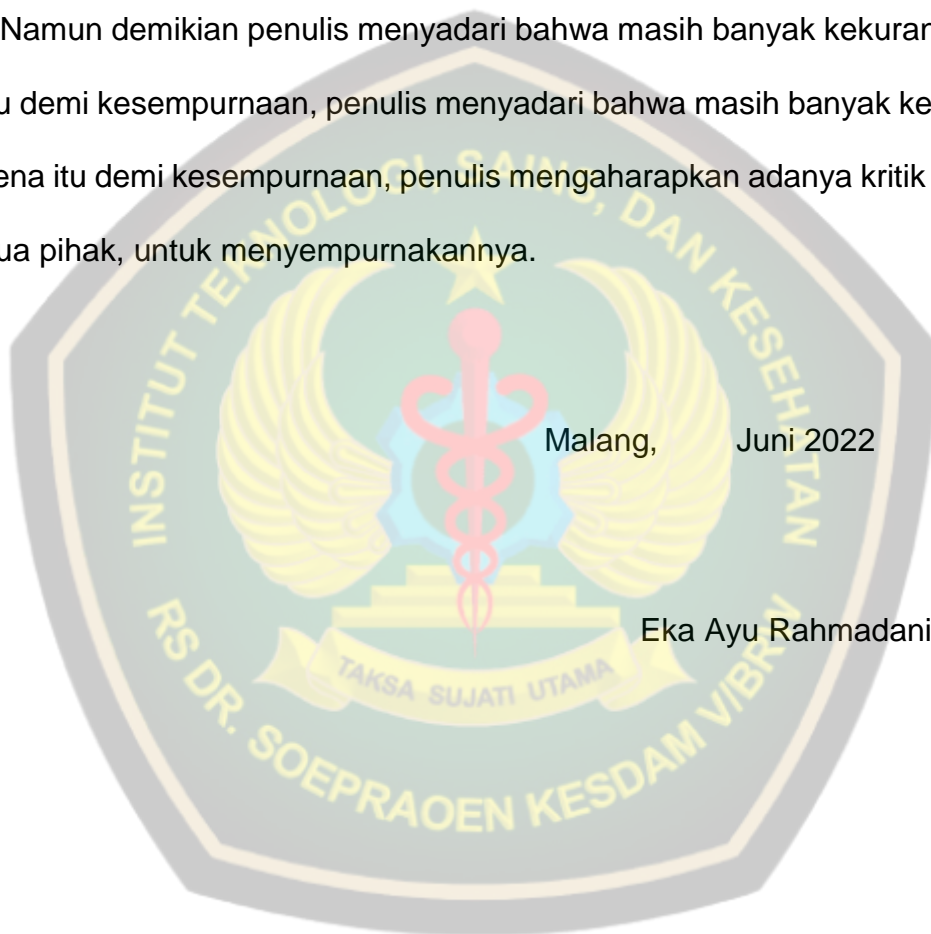 Namun demikian penulis menyadari bahwa masih banyak kekuran
u demi kesempurnaan, penulis menyadari bahwa masih banyak ke
ena itu demi kesempurnaan, penulis mengaharapkan adanya kritik
ua pihak, untuk menyempurnakannya.
INSTITUT TEKNOLOGI, SAINS, DAN KESEHATAN
Malang, Juni 2022
Eka Ayu Rahmadani
TAKSA SUJATI UTAMA
RS DR. SOEPRAOEN KESDAM V/BRW